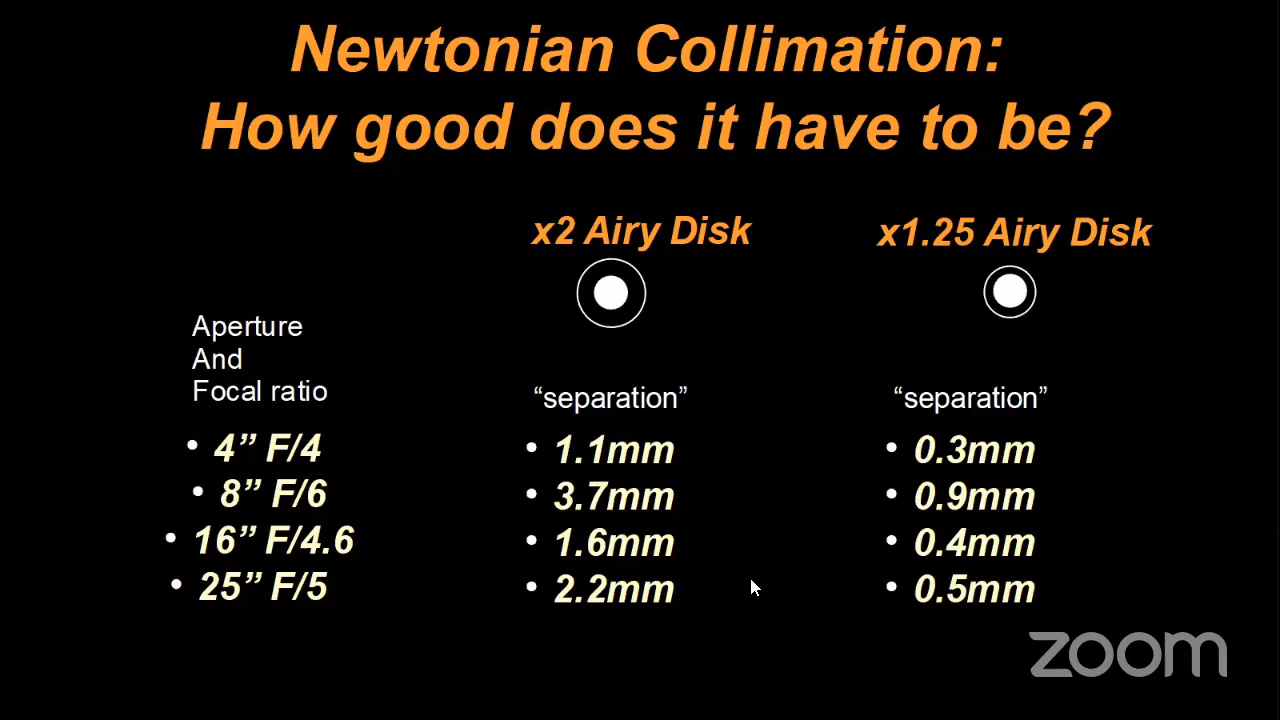 Newtonian Collimation:
How good does it have to be?
x2 Airy Disk
x1.25 Airy Disk
Aperture
And
Focal ratio
“separation”
“separation”
• 4” F/4
• 1.1mm
• 0.3mm
• 8” F/6
• 3.7mm
• 0.9mm
• 16” F/4.6
• 1.6mm
• 0.4mm
• 25” F/5
• 2.2mm
• 0.5mm
zoom